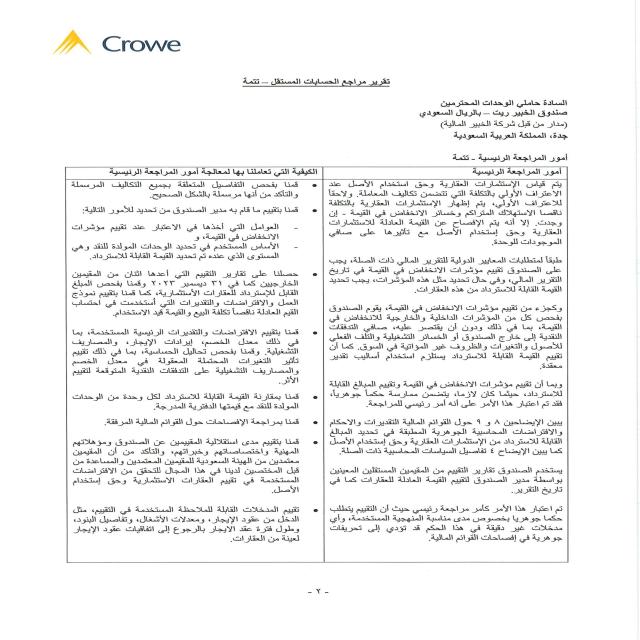 Crowe
تقرير مراجع الحسابات المستقل – تتمة
السادة حاملي الوحدات المحترمين
صندوق الخبير ريت – بالريال السعودي
(مدار من قبل شركة الخبير المالية)
جدة، المملكة العربية السعودية
أمور المراجعة الرئيسية - تتمة
أمور المراجعة الرئيسية
يتم قياس الإستثمارات العقارية وحق استخدام الأصل عند
الاعتراف الأولي بالتكلفة التي تتضمن تكاليف المعاملة. ولاحقاً
للاعتراف الأولي، يتم إظهار الإستثمارات العقارية بالتكلفة
ناقصا الاستهلاك المتراكم وخسائر الانخفاض في القيمة - إن
وجدت. إلا أنه يتم الافصاح عن القيمة العادلة للاستثمارات
العقارية وحق إستخدام الأصل مع تأثيرها على صافي
الموجودات للوحدة.
طبقاً لمتطلبات المعايير الدولية للتقرير المالي ذات الصلة، يجب
على الصندوق تقويم مؤشرات الانخفاض في القيمة في تاريخ
التقرير المالي، وفي حال تحديد مثل هذه المؤشرات، يجب تحديد
القيمة القابلة للاسترداد من هذه العقارات.
وكجزء من تقييم مؤشرات الانخفاض في القيمة، يقوم الصندوق
بفحص كل من المؤشرات الداخلية والخارجية للانخفاض في
القيمة، بما في ذلك ودون أن يقتصر عليه، صافي التدفقات
النقدية إلى خارج الصندوق أو الخسائر التشغيلية والتلف الفعلي
للأصول والتغيرات والظروف غير المؤاتية في السوق. كما أن
تقييم القيمة القابلة للاسترداد يستلزم استخدام أساليب تقدير
معقدة.
وبما أن تقييم مؤشرات الانخفاض في القيمة وتقييم المبالغ القابلة
للاسترداد، حيثما كان لازما، يتضمن ممارسة حكماً جوهرياً،
فقد تم اعتبار هذا الأمر على أنه أمر رئيسي للمراجعة.
يبين الإيضاحين ٨ و ٩ حول القوائم المالية التقديرات والاحكام
والافتراضات المحاسبية الجوهرية المطبقة في تحديد المبالغ
القابلة للاسترداد من الإستثمارات العقارية وحق إستخدام الأصل
كما يبين الإيضاح ٤ تفاصيل السياسات المحاسبية ذات الصلة.
يستخدم الصندوق تقارير التقييم من المقيمين المستقلين المعينين
بواسطة مدير الصندوق لتقييم القيمة العادلة للعقارات كما في
تاريخ التقرير.
تم اعتبار هذا الأمر كأمر مراجعة رئيسي حيث أن التقييم يتطلب
حكما جوهريا بخصوص مدى مناسبة المنهجية المستخدمة، وأي
مدخلات غير دقيقة في هذا الحكم قد تؤدي إلى تحريفات
جوهرية في إفصاحات القوائم المالية.
الكيفية التي تعاملنا بها لمعالجة أمور المراجعة الرئيسية
• قمنا بفحص التفاصيل المتعلقة بجميع التكاليف المرسملة
والتأكد من أنها مرسملة بالشكل الصحيح.
• قمنا بتقييم ما قام به مدير الصندوق من تحديد للأمور التالية:
- العوامل التي أخذها في الاعتبار عند تقييم مؤشرات
الانخفاض في القيمة، و
- الأساس المستخدم في تحديد الوحدات المولدة للنقد وهي
المستوى الذي عنده تم تحديد القيمة القابلة للاسترداد.
• حصلنا على تقارير التقييم التي أعدها اثنان من المقيمين
الخارجيين كما في ٣١ ديسمبر ٢٠٢٣ وقمنا بفحص المبلغ
القابل للإسترداد للعقارات الأستثمارية، كما قمنا بتقييم نموذج
العمل والافتراضات والتقديرات التي أستخدمت في احتساب
القيم العادلة ناقصاً تكلفة البيع والقيمة قيد الاستخدام.
• قمنا بتقييم الافتراضات والتقديرات الرئيسية المستخدمة، بما
في ذلك معدل الخصم، إيرادات الإيجار، والمصاريف
التشغيلية. وقمنا بفحص تحاليل الحساسية، بما في ذلك تقييم
تأثير التغيرات المحتملة المعقولة في معدل الخصم
والمصاريف التشغيلية على التدفقات النقدية المتوقعة لتقييم
الأثر.
• قمنا بمقارنة القيمة القابلة للاسترداد لكل وحدة من الوحدات
المولدة للنقد مع قيمتها الدفترية المدرجة.
• قمنا بمراجعة الإفصاحات حول القوائم المالية المرفقة.
• قمنا بتقييم مدى استقلالية المقيمين عن الصندوق ومؤهلاتهم
المهنية واختصاصاتهم وخبراتهم، والتأكد من أن المقيمين
معتمدين من الهيئة السعودية للمقيمين المعتمدين والمساعدة من
قبل المختصين لدينا في هذا المجال للتحقق من الافتراضات
المستخدمة في تقييم العقارات الاستثمارية وحق إستخدام
الأصل.
• تقييم المدخلات القابلة للملاحظة المستخدمة في التقييم، مثل
الدخل من عقود الإيجار، ومعدلات الأشغال، وتفاصيل البنود،
وطول فترة عقد الايجار بالرجوع إلى اتفاقيات عقود الإيجار
لعينة من العقارات.
- ٢ -